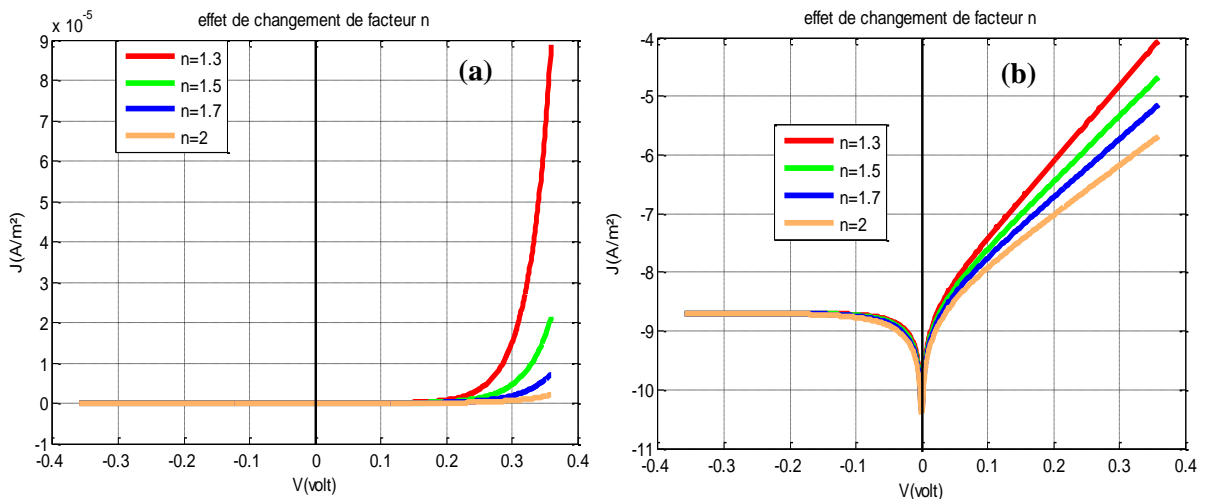 effet de changement de facteur n
x 10⁻⁵
9
8
7
6
5
4
3
2
1
0
-1
J(A/m²)
n=1.3
n=1.5
n=1.7
n=2
(a)
-0.4 -0.3 -0.2 -0.1 0 0.1 0.2 0.3 0.4
V(volt)
effet de changement de facteur n
-4
-5
-6
-7
-8
-9
-10
-11
J(A/m²)
(b)
n=1.3
n=1.5
n=1.7
n=2
-0.4 -0.3 -0.2 -0.1 0 0.1 0.2 0.3 0.4
V(volt)